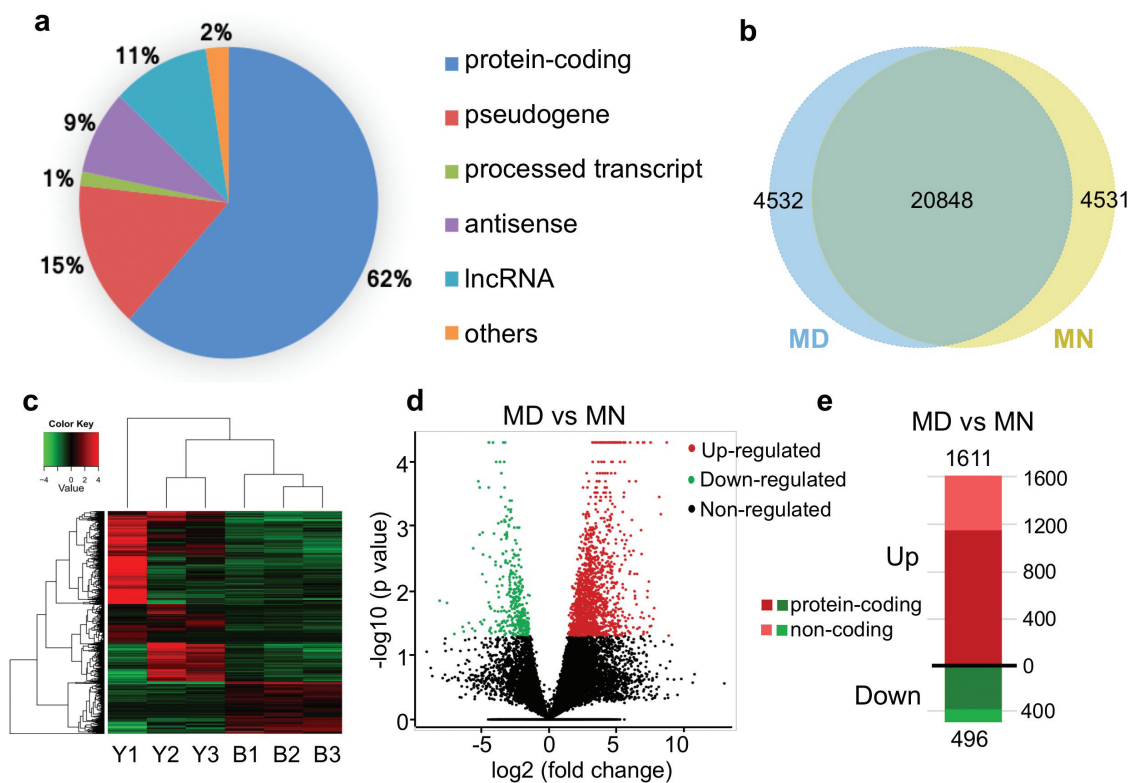 a
2%
11%
9%
1%
15%
62%
protein-coding
pseudogene
processed transcript
antisense
lncRNA
others
b
4532
20848
4531
MD
MN
c
Color Key
−4 −2 0 2 4
Value
Y1 Y2 Y3 B1 B2 B3
d
MD vs MN
4
3
2
1
0
-log10 (p value)
-5 0 5 10
log2 (fold change)
Up-regulated
Down-regulated
Non-regulated
e
MD vs MN
1611
1600
1200
800
400
0
400
Up
Down
protein-coding
non-coding
496